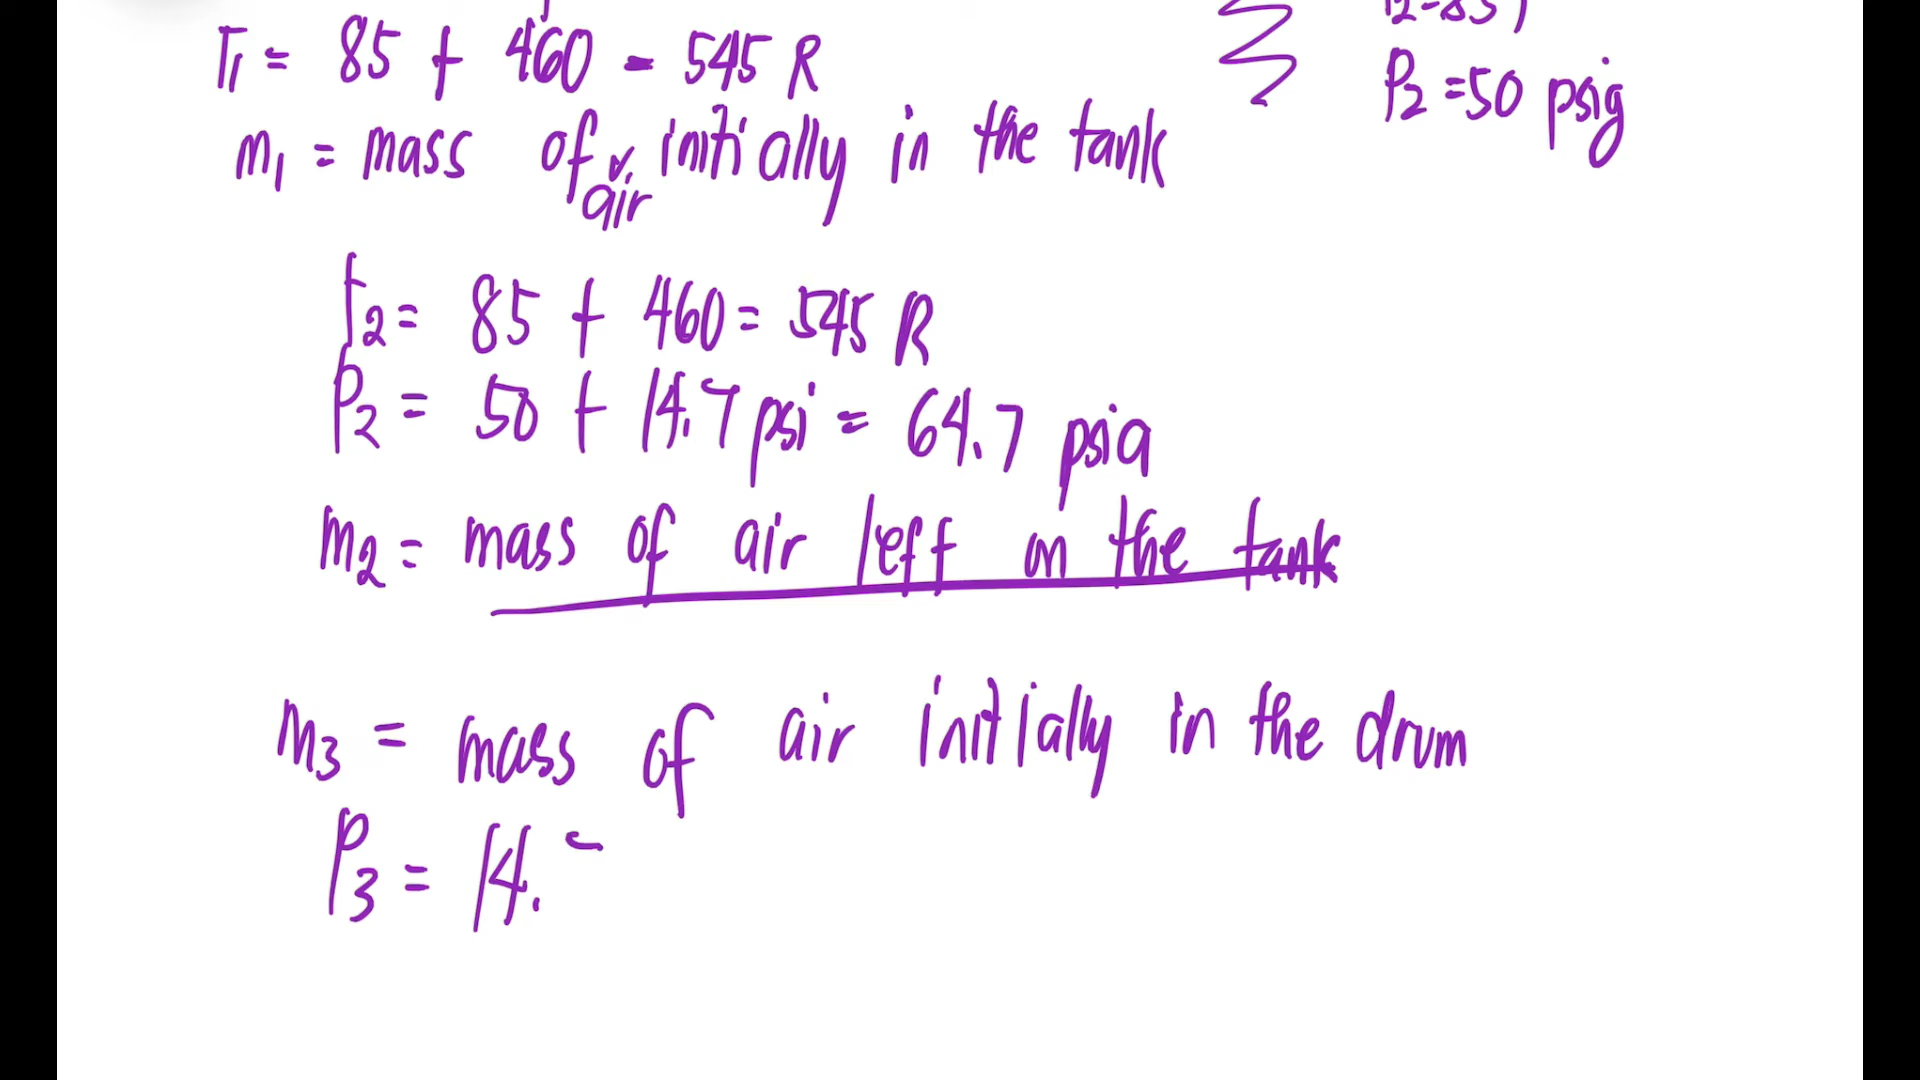 T1 = 85 + 460 = 545 R
P2 = 50 psig
m1 = mass of air initially in the tank
T2 = 85 + 460 = 545 R
P2 = 50 + 14.7 psi = 64.7 psia
m2 = mass of air left in the tank
m3 = mass of air initially in the drum
P3 = 14.